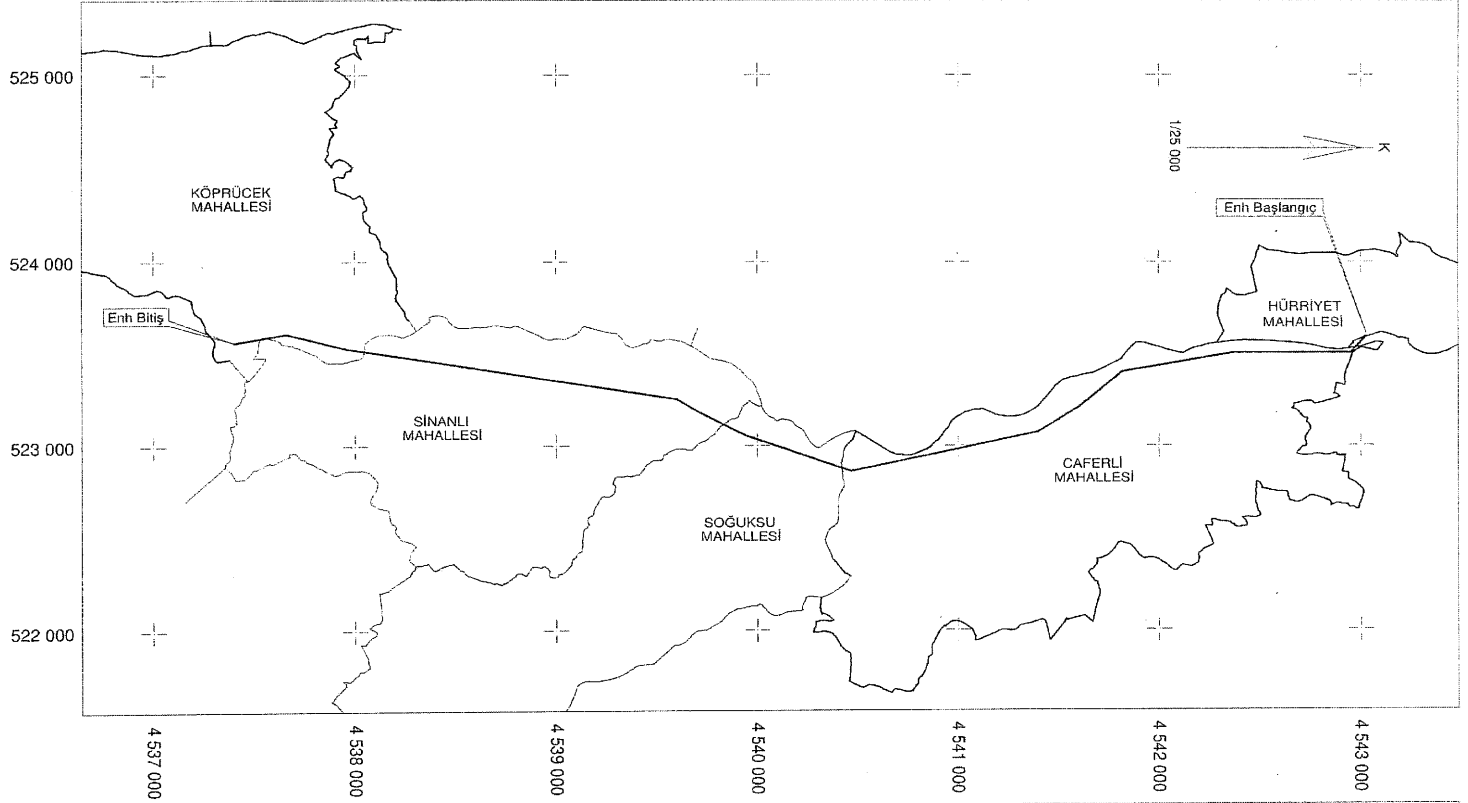 525 000
524 000
523 000
522 000
KÖPRÜCEK
MAHALLESİ
Enh Bitiş
SİNANLI
MAHALLESİ
SOĞUKSU
MAHALLESİ
CAFERLİ
MAHALLESİ
HÜRRİYET
MAHALLESİ
Enh Başlangıç
1/25 000
K
4 537 000
4 538 000
4 539 000
4 540 000
4 541 000
4 542 000
4 543 000